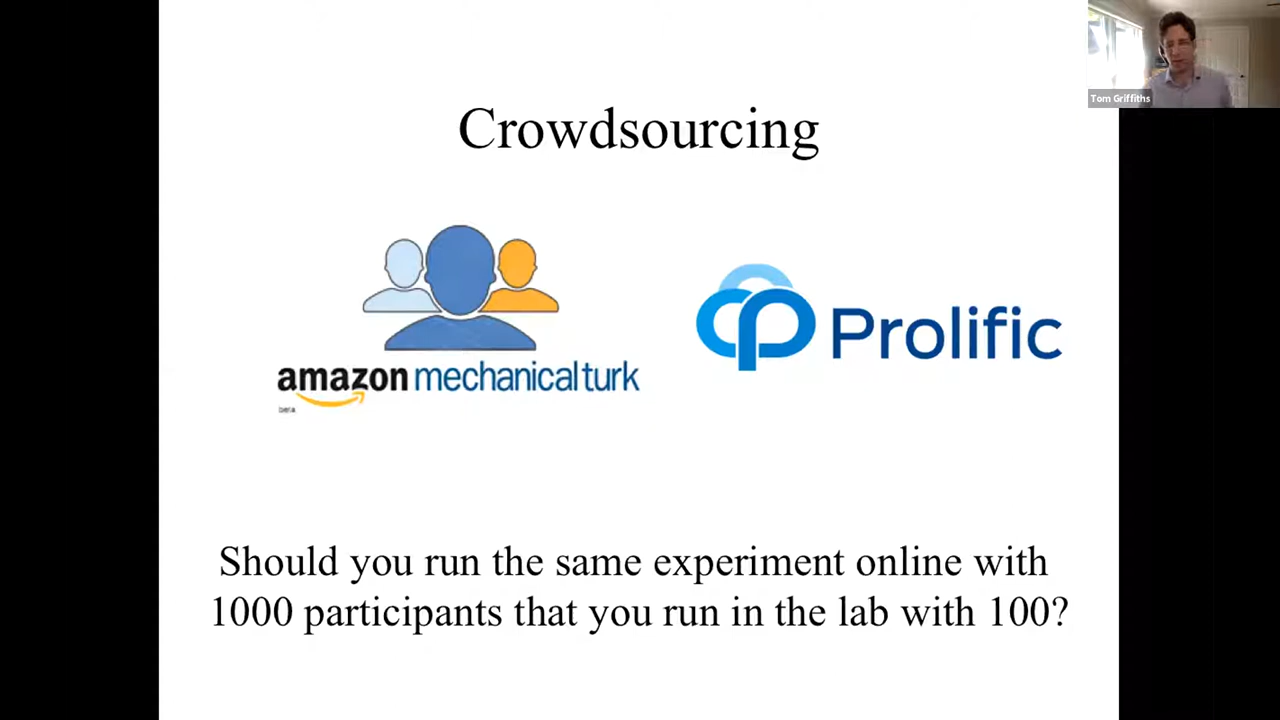 Crowdsourcing
Tom Griffiths
amazon mechanical turk
beta
Prolific
Should you run the same experiment online with
1000 participants that you run in the lab with 100?